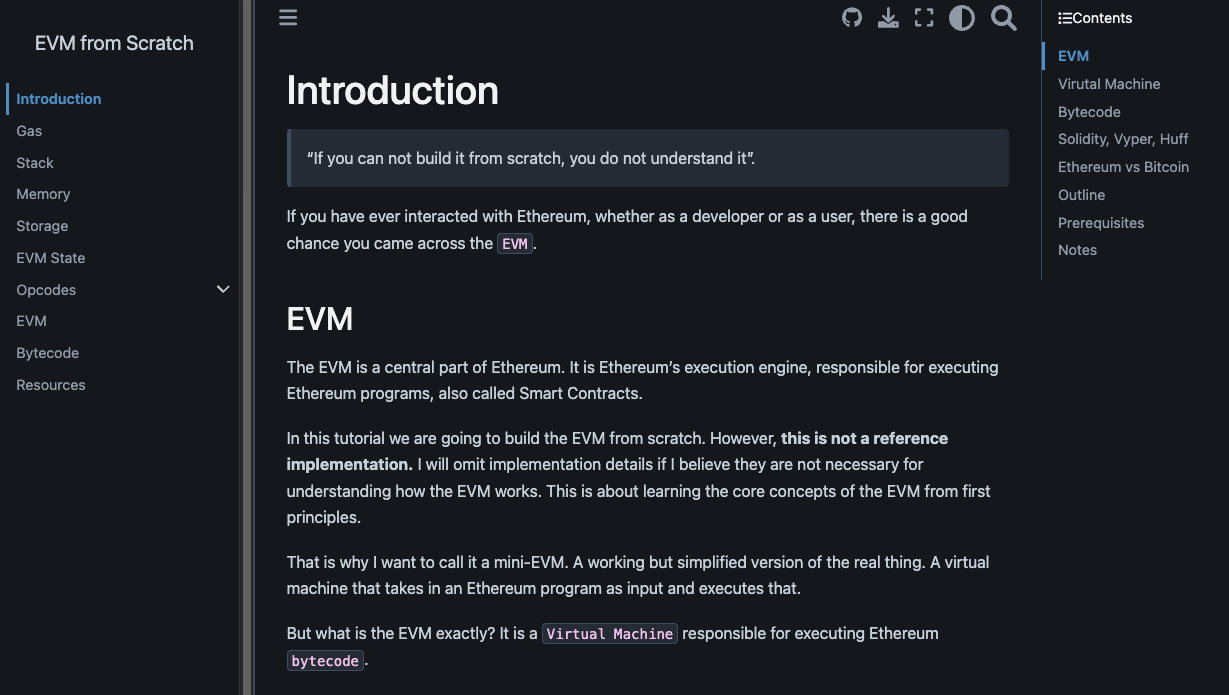 EVM from Scratch
Introduction
Gas
Stack
Memory
Storage
EVM State
Opcodes
EVM
Bytecode
Resources
Introduction
“If you can not build it from scratch, you do not understand it”.
If you have ever interacted with Ethereum, whether as a developer or as a user, there is a good
chance you came across the EVM.
EVM
The EVM is a central part of Ethereum. It is Ethereum’s execution engine, responsible for executing
Ethereum programs, also called Smart Contracts.
In this tutorial we are going to build the EVM from scratch. However, this is not a reference
implementation. I will omit implementation details if I believe they are not necessary for
understanding how the EVM works. This is about learning the core concepts of the EVM from first
principles.
That is why I want to call it a mini-EVM. A working but simplified version of the real thing. A virtual
machine that takes in an Ethereum program as input and executes that.
But what is the EVM exactly? It is a Virtual Machine responsible for executing Ethereum
bytecode.
Contents
EVM
Virutal Machine
Bytecode
Solidity, Vyper, Huff
Ethereum vs Bitcoin
Outline
Prerequisites
Notes